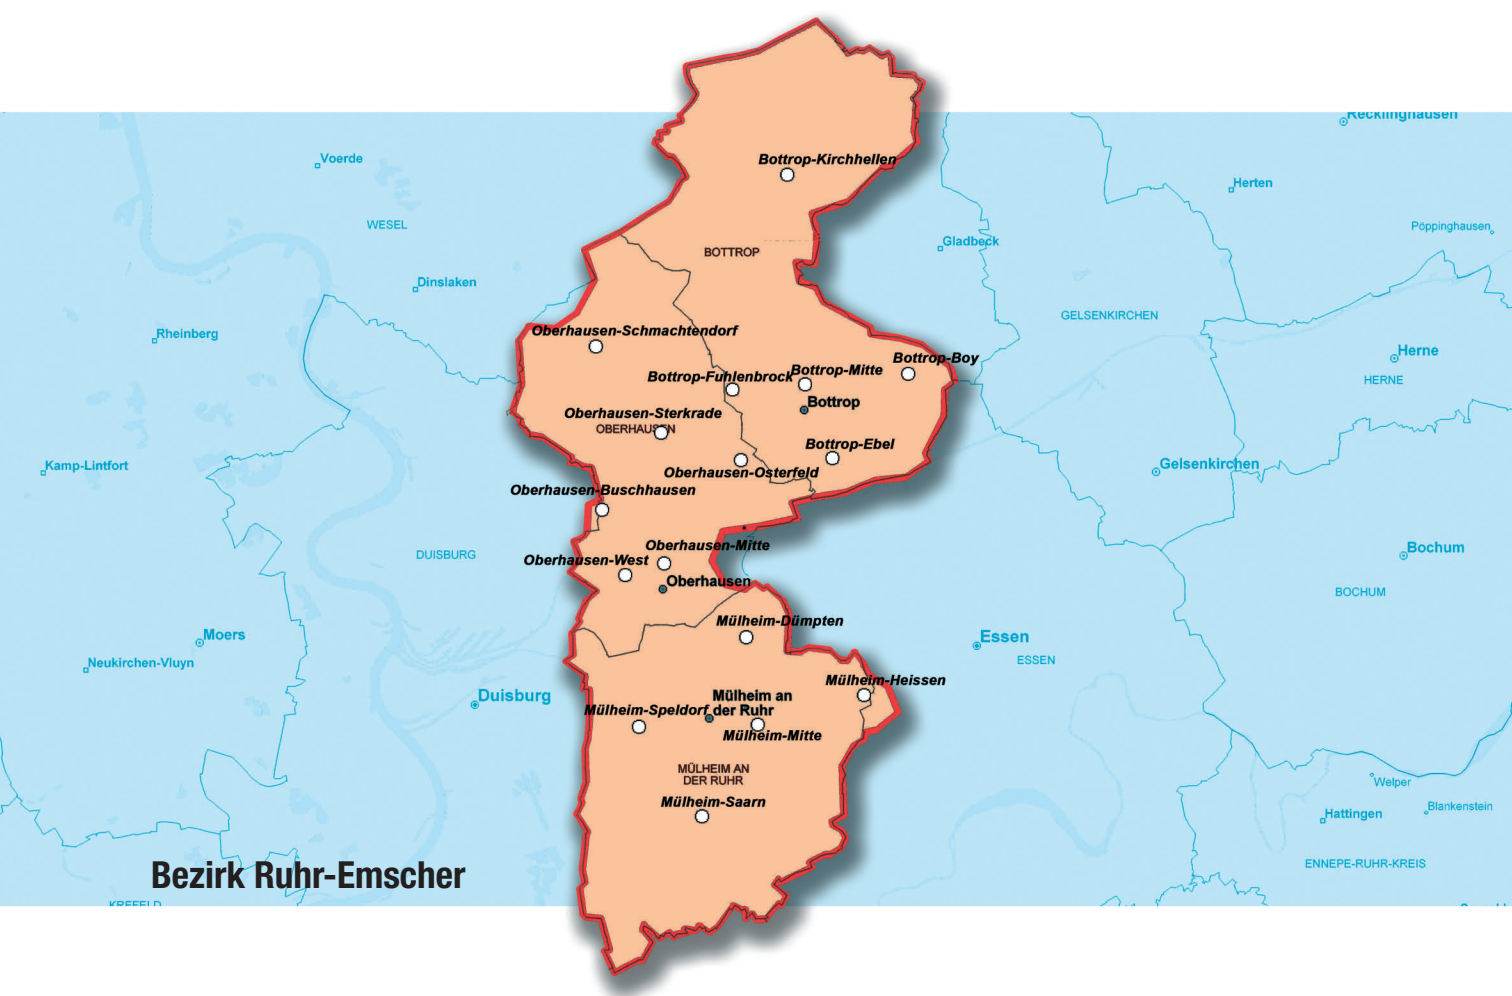 Recklinghausen
Voerde
Bottrop-Kirchhellen
Herten
WESEL
Pöppinghausen
Gladbeck
BOTTROP
Dinslaken
GELSENKIRCHEN
Rheinberg
Oberhausen-Schmachtendorf
Herne
Bottrop-Boy
Bottrop-Mitte
Bottrop-Fuhlenbrock
HERNE
Bottrop
Oberhausen-Sterkrade
OBERHAUSEN
Bottrop-Ebel
Kamp-Lintfort
Gelsenkirchen
Oberhausen-Osterfeld
Oberhausen-Buschhausen
Oberhausen-Mitte
Bochum
DUISBURG
Oberhausen-West
Oberhausen
BOCHUM
Mülheim-Dümpten
Moers
Essen
ESSEN
Neukirchen-Vluyn
Mülheim-Heissen
Duisburg
Mülheim an
der Ruhr
Mülheim-Speldorf
Mülheim-Mitte
MÜLHEIM AN
DER RUHR
Welper
Mülheim-Saarn
Blankenstein
Hattingen
ENNEPE-RUHR-KREIS
Bezirk Ruhr-Emscher
KREFELD